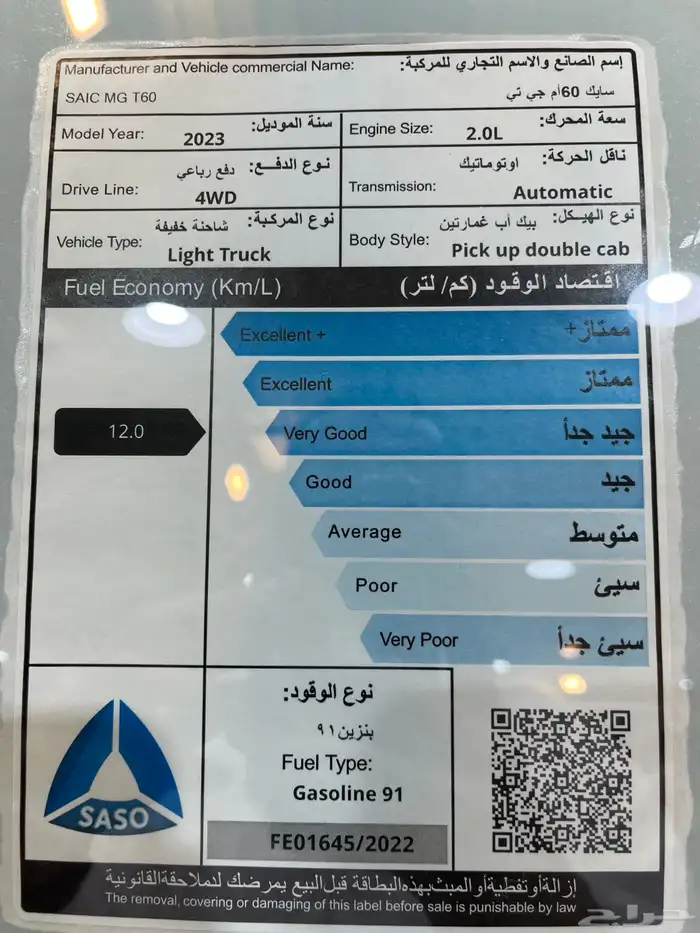 Manufacturer and Vehicle commercial Name: إسم الصانع والاسم التجاري للمركبة:
SAIC MG T60 سايك 60أم جي تي
Model Year: 2023 سنة الموديل:
Engine Size: 2.0L سعة المحرك:
Drive Line: نوع الدفع: دفع رباعي
4WD
Transmission: ناقل الحركة: اوتوماتيك
Automatic
Vehicle Type: نوع المركبة: شاحنة خفيفة
Light Truck
Body Style: نوع الهيكل: بيك أب غمارتين
Pick up double cab
Fuel Economy (Km/L) اقتصاد الوقود (كم/ لتر)
Excellent + ممتاز+
Excellent ممتاز
12.0
Very Good جيد جداً
Good جيد
Average متوسط
Poor سيئ
Very Poor سيئ جداً
SASO
نوع الوقود:
بنزين ٩١
Fuel Type:
Gasoline 91
FE01645/2022
إزالة أو تغطية أو العبث بهذه البطاقة قبل البيع يعرضك للملاحقة القانونية
The removal, covering or damaging of this label before sale is punishable by law
حراج